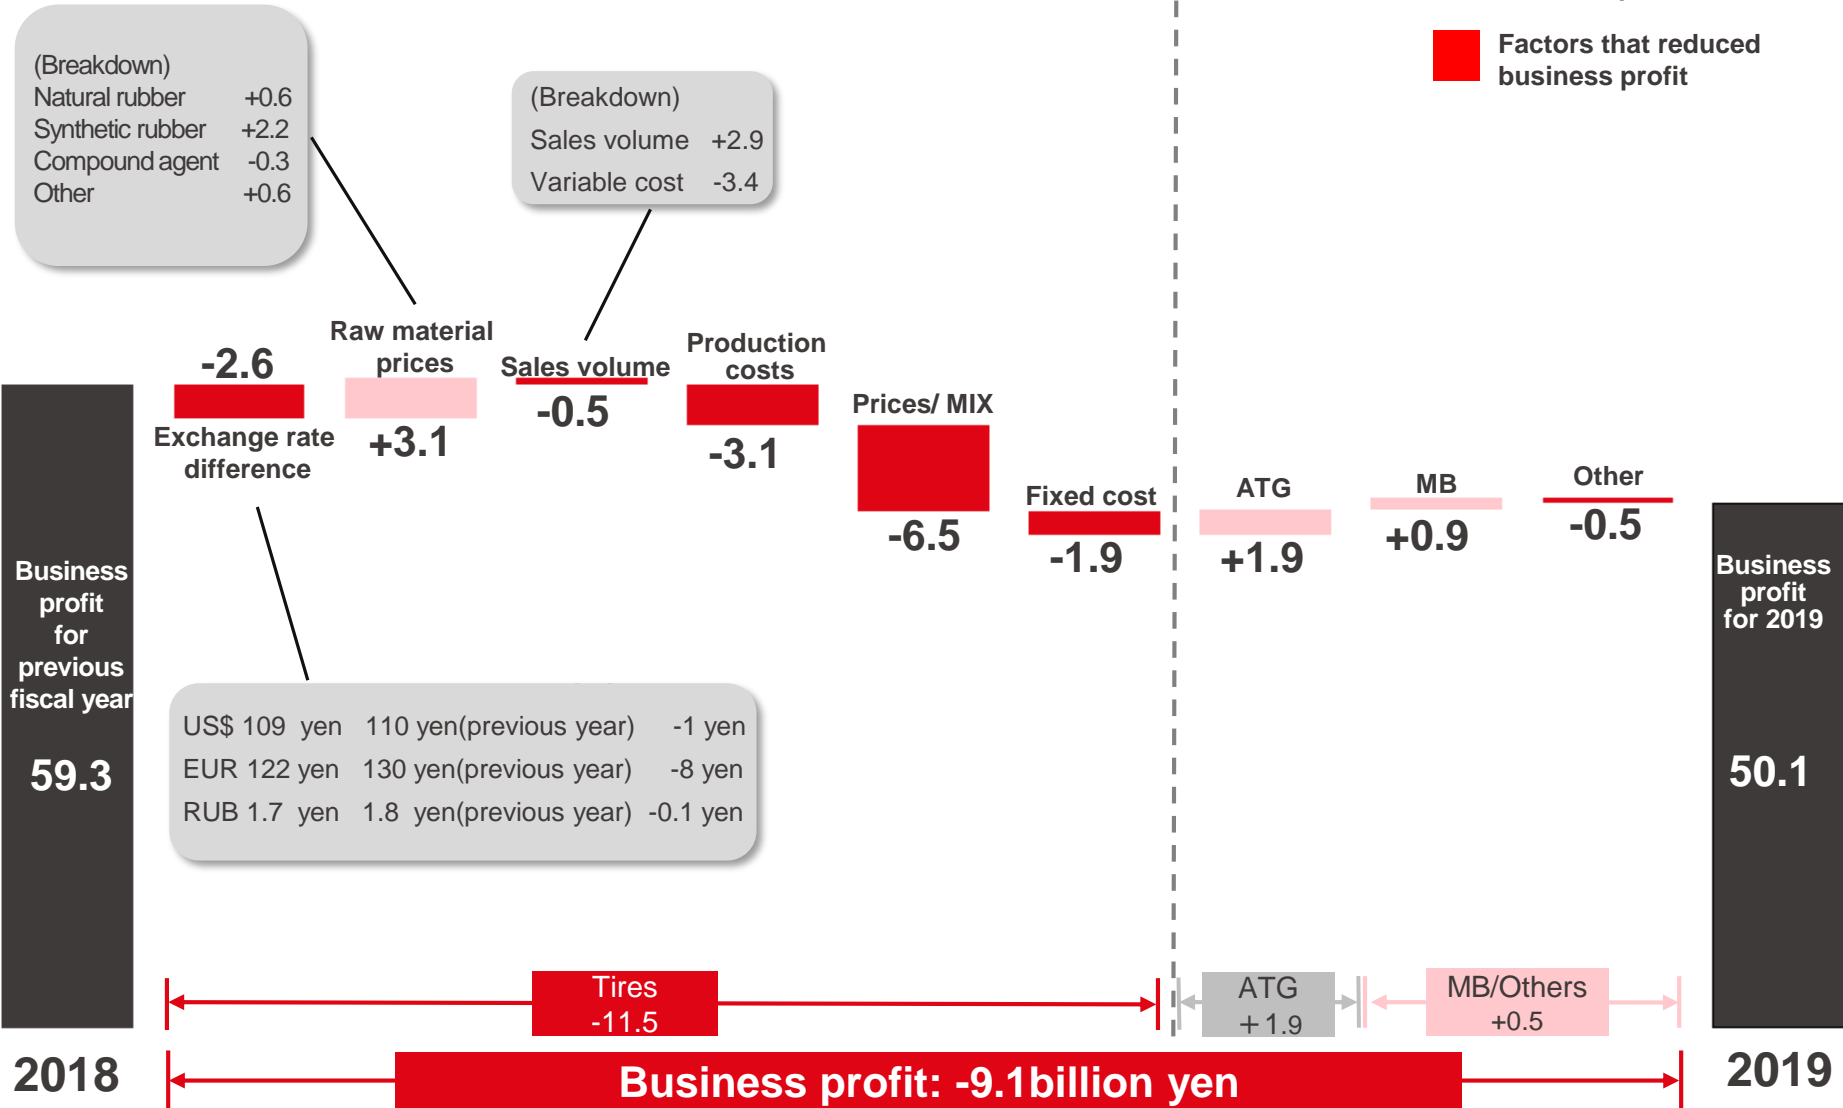 Factors that reduced
business profit
(Breakdown)
Natural rubber +0.6
Synthetic rubber +2.2
Compound agent -0.3
Other +0.6
(Breakdown)
Sales volume +2.9
Variable cost -3.4
-2.6
Exchange rate
difference
Raw material
prices
+3.1
Sales volume
-0.5
Production
costs
-3.1
Prices/ MIX
-6.5
Fixed cost
-1.9
ATG
+1.9
MB
+0.9
Other
-0.5
Business
profit
for
previous
fiscal year
59.3
Business
profit
for 2019
50.1
US$ 109 yen 110 yen(previous year) -1 yen
EUR 122 yen 130 yen(previous year) -8 yen
RUB 1.7 yen 1.8 yen(previous year) -0.1 yen
Tires
-11.5
ATG
+1.9
MB/Others
+0.5
2018
Business profit: -9.1billion yen
2019